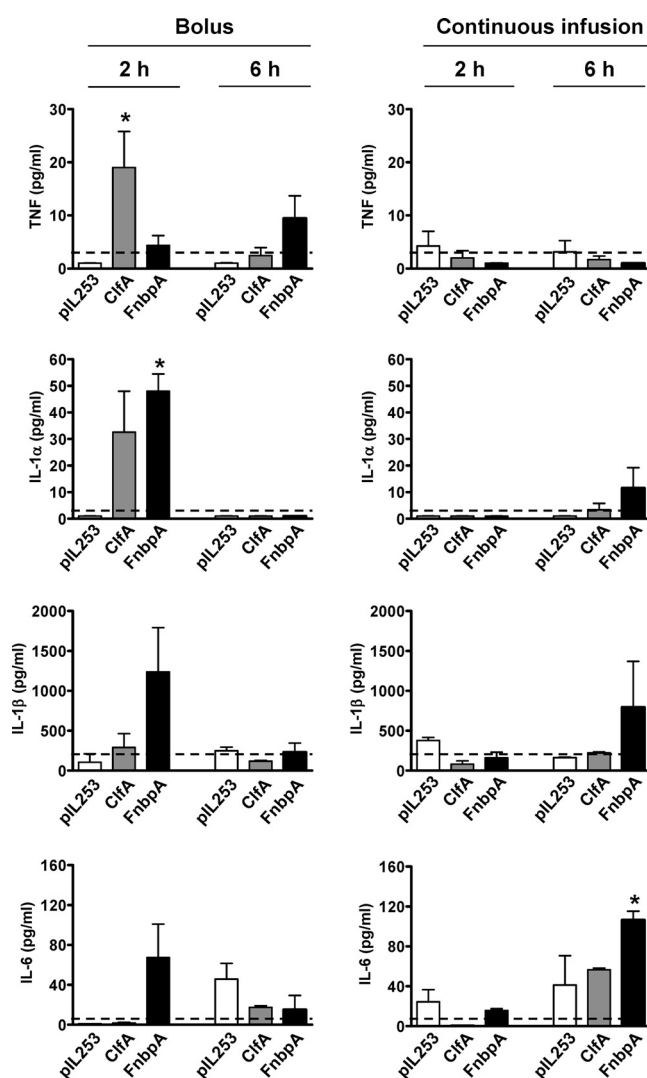 Bolus
Continuous infusion
2 h
6 h
2 h
6 h
TNF (pg/ml)
30
20
10
0
*
pIL253
ClfA
FnbpA
pIL253
ClfA
FnbpA
TNF (pg/ml)
30
20
10
0
pIL253
ClfA
FnbpA
pIL253
ClfA
FnbpA
IL-1α (pg/ml)
60
50
40
30
20
10
0
*
pIL253
ClfA
FnbpA
pIL253
ClfA
FnbpA
IL-1α (pg/ml)
60
50
40
30
20
10
0
pIL253
ClfA
FnbpA
pIL253
ClfA
FnbpA
IL-1β (pg/ml)
2000
1500
1000
500
0
pIL253
ClfA
FnbpA
pIL253
ClfA
FnbpA
IL-1β (pg/ml)
2000
1500
1000
500
0
pIL253
ClfA
FnbpA
pIL253
ClfA
FnbpA
IL-6 (pg/ml)
160
120
80
40
0
pIL253
ClfA
FnbpA
pIL253
ClfA
FnbpA
IL-6 (pg/ml)
160
120
80
40
0
*
pIL253
ClfA
FnbpA
pIL253
ClfA
FnbpA